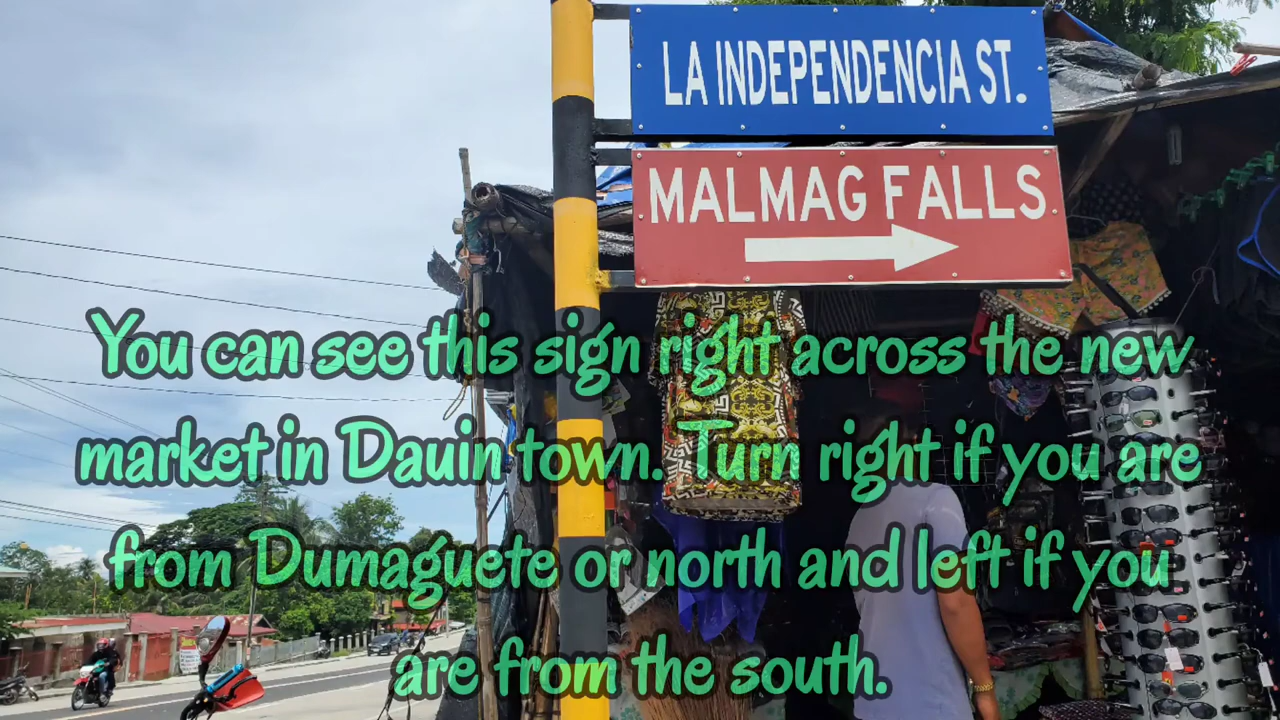 LA INDEPENDENCIA ST.
MALMAG FALLS
You can see this sign right across the new
market in Dauin town. Turn right if you are
from Dumaguete or north and left if you
are from the south.